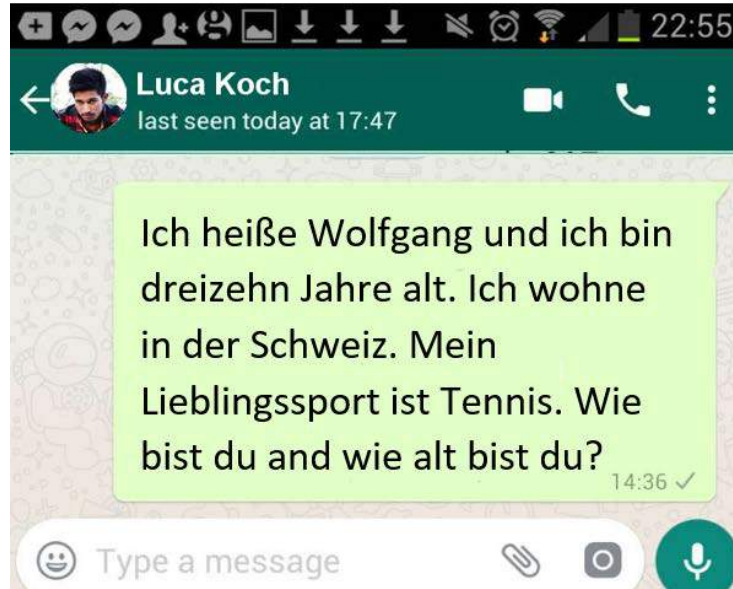 22:55
Luca Koch
last seen today at 17:47
Ich heiße Wolfgang und ich bin
dreizehn Jahre alt. Ich wohne
in der Schweiz. Mein
Lieblingssport ist Tennis. Wie
bist du and wie alt bist du?
14:36
Type a message